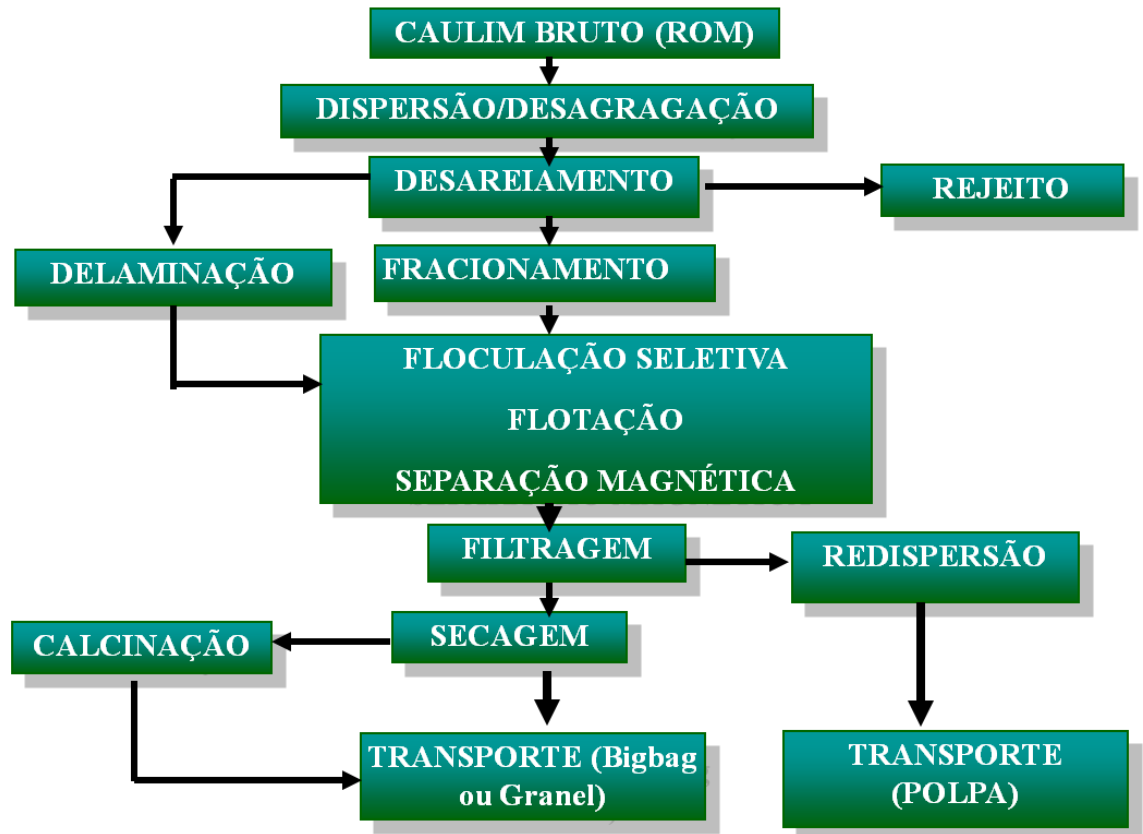 CAULIM BRUTO (ROM)
DISPERSÃO/DESAGRAGAÇÃO
DESAREIAMENTO
REJEITO
DELAMINAÇÃO
FRACIONAMENTO
FLOCULAÇÃO SELETIVA
FLOTAÇÃO
SEPARAÇÃO MAGNÉTICA
FILTRAGEM
REDISPERSÃO
CALCINAÇÃO
SECAGEM
TRANSPORTE (Bigbag
ou Granel)
TRANSPORTE
(POLPA)